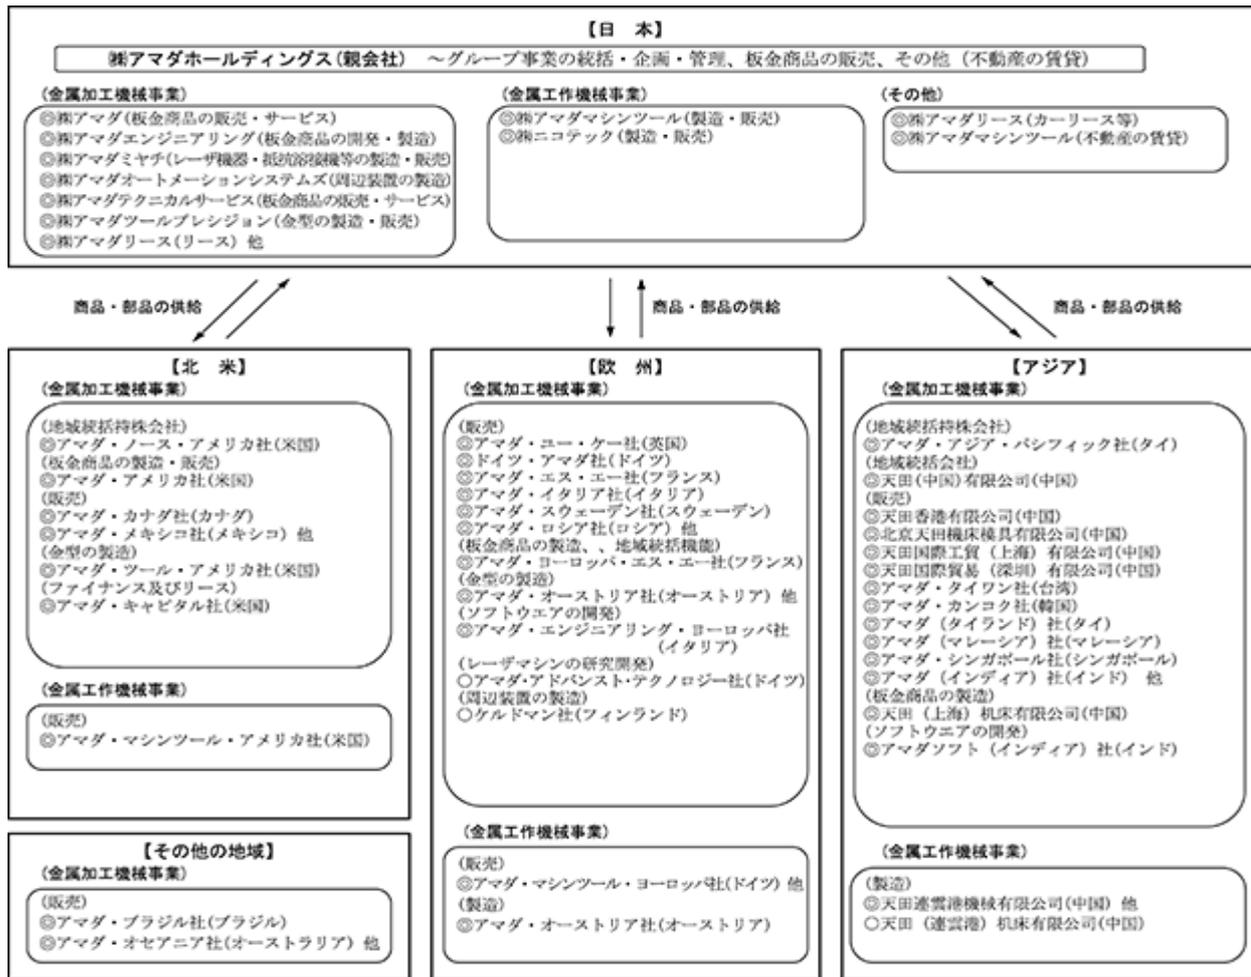 【日　本】
㈱アマダホールディングス(親会社)　～グループ事業の統括・企画・管理、板金商品の販売、その他（不動産の賃貸）
(金属加工機械事業)
◎㈱アマダ(板金商品の販売・サービス)
◎㈱アマダエンジニアリング(板金商品の開発・製造)
◎㈱アマダミヤチ(レーザ機器・抵抗溶接機等の製造・販売)
◎㈱アマダオートメーションシステムズ(周辺装置の製造)
◎㈱アマダテクニカルサービス(板金商品の販売・サービス)
◎㈱アマダツールプレシジョン(金型の製造・販売)
◎㈱アマダリース(リース) 他
(金属工作機械事業)
◎㈱アマダマシンツール(製造・販売)
◎㈱ニコテック(製造・販売)
(その他)
◎㈱アマダリース(カーリース等)
◎㈱アマダマシンツール(不動産の賃貸)
商品・部品の供給
商品・部品の供給
商品・部品の供給
【北　米】
(金属加工機械事業)
(地域統括持株会社)
◎アマダ・ノース・アメリカ社(米国)
(板金商品の製造・販売)
◎アマダ・アメリカ社(米国)
(販売)
◎アマダ・カナダ社(カナダ)
◎アマダ・メキシコ社(メキシコ) 他
(金型の製造)
◎アマダ・ツール・アメリカ社(米国)
(ファイナンス及びリース)
◎アマダ・キャピタル社(米国)
(金属工作機械事業)
(販売)
◎アマダ・マシンツール・アメリカ社(米国)
【その他の地域】
(金属加工機械事業)
(販売)
◎アマダ・ブラジル社(ブラジル)
◎アマダ・オセアニア社(オーストラリア) 他
【欧　州】
(金属加工機械事業)
(販売)
◎アマダ・ユー・ケー社(英国)
◎ドイツ・アマダ社(ドイツ)
◎アマダ・エス・エー社(フランス)
◎アマダ・イタリア社(イタリア)
◎アマダ・スウェーデン社(スウェーデン)
◎アマダ・ロシア社(ロシア) 他
(板金商品の製造、、地域統括機能)
◎アマダ・ヨーロッパ・エス・エー社(フランス)
(金型の製造)
◎アマダ・オーストリア社(オーストリア) 他
(ソフトウエアの開発)
◎アマダ・エンジニアリング・ヨーロッパ社
(イタリア)
(レーザマシンの研究開発)
○アマダ・アドバンスト・テクノロジー社(ドイツ)
(周辺装置の製造)
○ケルドマン社(フィンランド)
(金属工作機械事業)
(販売)
◎アマダ・マシンツール・ヨーロッパ社(ドイツ) 他
(製造)
◎アマダ・オーストリア社(オーストリア)
【アジア】
(金属加工機械事業)
(地域統括持株会社)
◎アマダ・アジア・パシフィック社(タイ)
(地域統括会社)
◎天田(中国)有限公司(中国)
(販売)
◎天田香港有限公司(中国)
◎北京天田機床模具有限公司(中国)
◎天田国際工貿（上海）有限公司(中国)
◎天田国際貿易（深圳）有限公司(中国)
◎アマダ・タイワン社(台湾)
◎アマダ・カンコク社(韓国)
◎アマダ（タイランド）社(タイ)
◎アマダ（マレーシア）社(マレーシア)
◎アマダ・シンガポール社(シンガポール)
◎アマダ（インディア）社(インド)　他
(板金商品の製造)
◎天田（上海）机床有限公司(中国)
(ソフトウエアの開発)
◎アマダソフト（インディア）社(インド)
(金属工作機械事業)
(製造)
◎天田連雲港機械有限公司(中国) 他
○天田（連雲港）机床有限公司(中国)